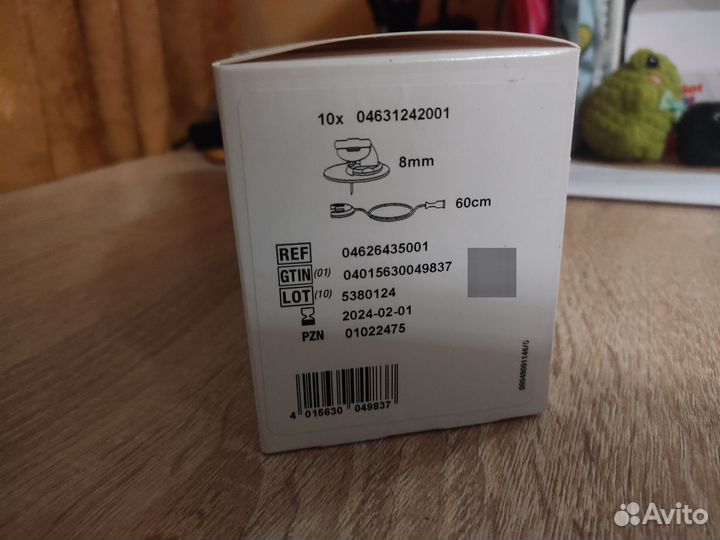 10x 04631242001
8mm
60cm
REF 04626435001
GTIN (01) 04015630049837
LOT (10) 5380124
2024-02-01
PZN 01022475
4 015630 049837
Avito